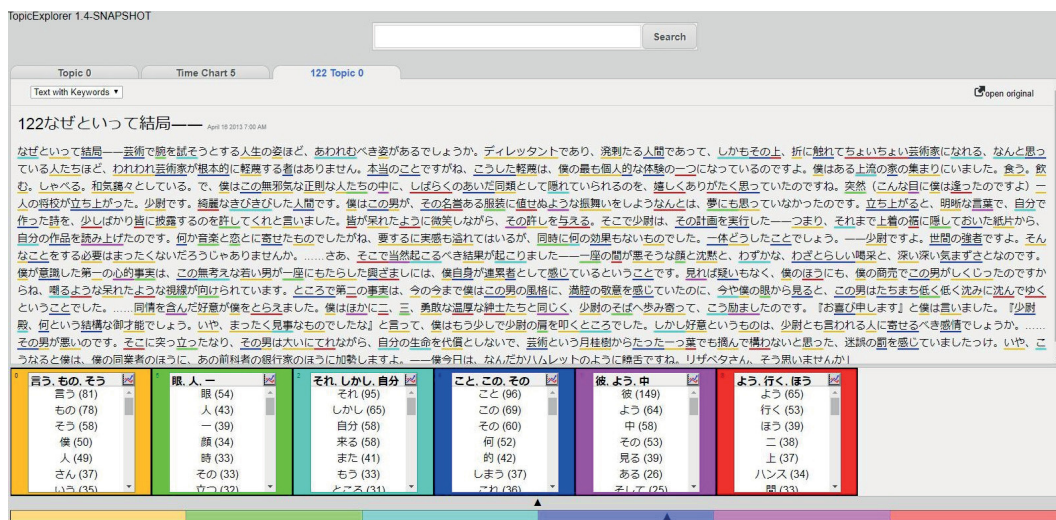 TopicExplorer 1.4-SNAPSHOT
Search
Topic 0
Time Chart 5
122 Topic 0
Text with Keywords
open original
122なぜといって結局―― April 16 2013 7:00 AM
なぜといって結局――芸術で腕を試そうとする人生の姿ほど、あわれむべき姿があるでしょうか。ディレッタントであり、溌剌たる人間であって、しかもその上、折に触れてちょいちょい芸術家になれる、なんと思っ
ている人たちほど、われわれ芸術家が根本的に軽蔑する者はありません。本当のことですがね、こうした軽蔑は、僕の最も個人的な体験の一つになっているのですよ。僕はある上流の家の集まりにいました。食う。飲
む。しゃべる。和気藹々としている。で、僕はこの無邪気な正則な人たちの中に、しばらくのあいだ同類として隠れていられるのを、嬉しくありがたく思っていたのですね。突然（こんな目に僕は逢ったのですよ）一
人の将校が立ち上がった。少尉です。綺麗なきびきびした人間です。僕はこの男が、その名誉ある服装に値せぬような振舞いをしようなんとは、夢にも思っていなかったのです。立ち上がると、明晰な言葉で、自分で
作った詩を、少しばかり皆に披露するのを許してくれと言いました。皆が呆れたように微笑しながら、その許しを与える。そこで少尉は、その計画を実行した――つまり、それまで上着の裾に隠しておいた紙片から、
自分の作品を読み上げたのです。何か音楽と恋とに寄せたものでしたがね、要するに実感も溢れてはいるが、同時に何の効果もないものでした。一体どうしたことでしょう。――少尉ですよ。世間の強者ですよ。そん
なことをする必要はまったくないだろうじゃありませんか。……さあ、そこで当然起こるべき結果が起こりました――一座の間が悪そうな顔と沈黙と、わずかな、わざとらしい喝采と、深い深い気まずさとなのです。
僕が意識した第一の心的事実は、この無考えな若い男が一座にもたらした興ざましには、僕自身が連累者として感じているということです。見れば疑いもなく、僕のほうにも、僕の商売でこの男がしくじったのですか
らね、嘲るような呆れたような視線が向けられています。ところで第二の事実は、今の今まで僕はこの男の風格に、満腔の敬意を感じていたのに、今や僕の眼から見ると、この男はたちまち低く低く沈みに沈んでゆく
ということでした。……同情を含んだ好意が僕をとらえました。僕はほかに二、三、勇敢な温厚な紳士たちと同じく、少尉のそばへ歩み寄って、こう励ましたのです。『お喜び申します』と僕は言いました。『少尉
殿、何という結構な御才能でしょう。いや、まったく見事なものでしたな』と言って、僕はもう少しで少尉の肩を叩くところでした。しかし好意というものは、少尉とも言われる人に寄せるべき感情でしょうか。……
その男が悪いのです。そこに突っ立ったなり、その男は大いにてれながら、自分の生命を代償としないで、芸術という月桂樹からたった一つ葉でも摘んで構わないと思った、迷誤の罰を感じていましたっけ。いや、こ
うなると僕は、僕の同業者のほうに、あの前科者の銀行家のほうに加勢しますよ。――僕今日は、なんだかハムレットのように饒舌ですね。リザベタさん、そう思いませんか」
言う, もの, そう
言う (81)
もの (78)
そう (58)
僕 (50)
人 (49)
さん (37)
いう (35)
眼, 人, 一
眼 (54)
人 (43)
一 (39)
顔 (34)
時 (33)
その (33)
立つ (32)
それ, しかし, 自分
それ (95)
しかし (65)
自分 (58)
来る (58)
また (41)
もう (33)
ところ (31)
こと, この, その
こと (96)
この (69)
その (60)
何 (52)
的 (42)
しまう (37)
これ (36)
彼, よう, 中
彼 (149)
よう (64)
中 (58)
その (53)
見る (39)
ある (26)
そして (25)
よう, 行く, ほう
よう (65)
行く (53)
ほう (39)
二 (38)
上 (37)
ハンス (34)
間 (33)